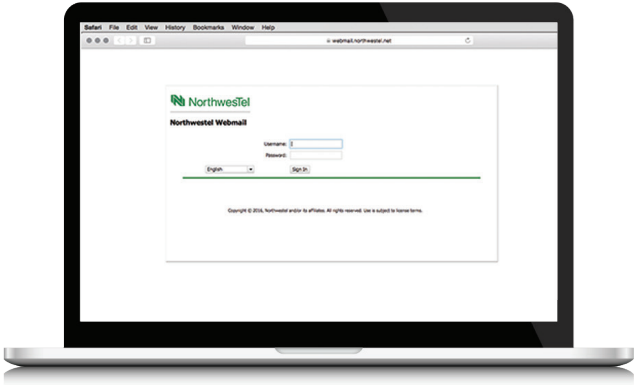 Safari File Edit View History Bookmarks Window Help
webmail.northwestel.net
NorthwesTel
Northwestel Webmail
Username:
Password:
English Sign In
Copyright © 2016, Northwestel and/or its affiliates. All rights reserved. Use is subject to license terms.